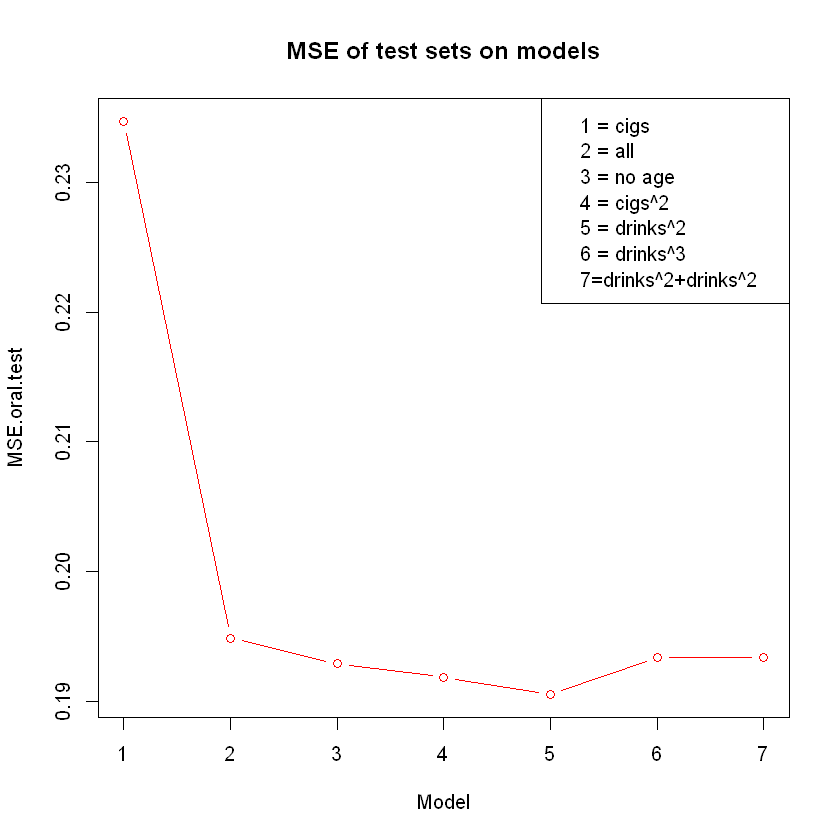 MSE of test sets on models
1 = cigs
2 = all
3 = no age
4 = cigs^2
5 = drinks^2
6 = drinks^3
7=drinks^2+drinks^2
MSE.oral.test
0.23
0.22
0.21
0.20
0.19
1 2 3 4 5 6 7
Model